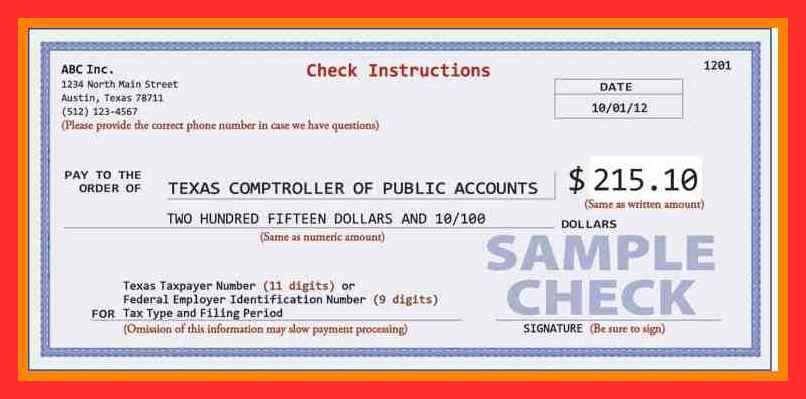 ABC Inc.
1234 North Main Street
Austin, Texas 78711
(512) 123-4567
(Please provide the correct phone number in case we have questions)
Check Instructions
1201
DATE
10/01/12
PAY TO THE
ORDER OF
TEXAS COMPTROLLER OF PUBLIC ACCOUNTS
$ 215.10
(Same as written amount)
TWO HUNDRED FIFTEEN DOLLARS AND 10/100
DOLLARS
(Same as numeric amount)
SAMPLE
CHECK
Texas Taxpayer Number (11 digits) or
Federal Employer Identification Number (9 digits)
FOR Tax Type and Filing Period
(Omission of this information may slow payment processing)
SIGNATURE (Be sure to sign)